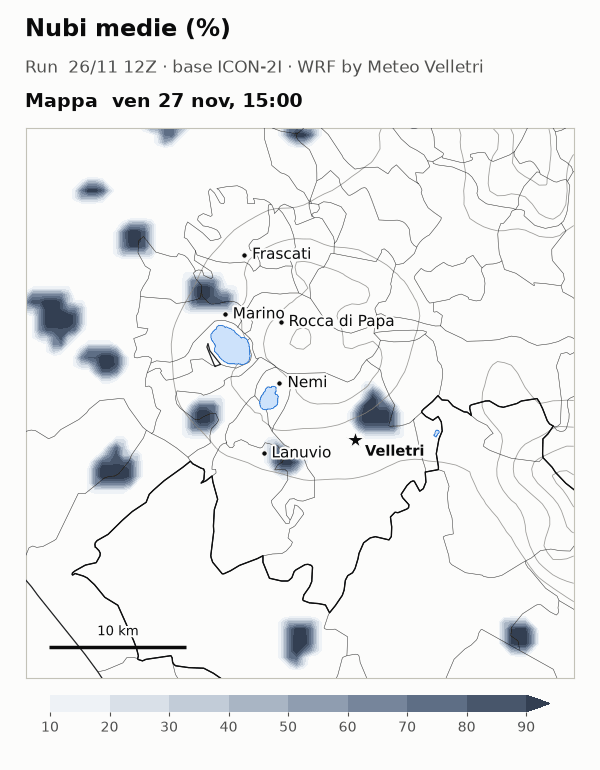 Nubi medie (%)
Run  26/11 12Z · base ICON-2I · WRF by Meteo Velletri
Mappa  ven 27 nov, 15:00
Frascati
Marino
Rocca di Papa
Nemi
Velletri
Lanuvio
10 km
10 20 30 40 50 60 70 80 90